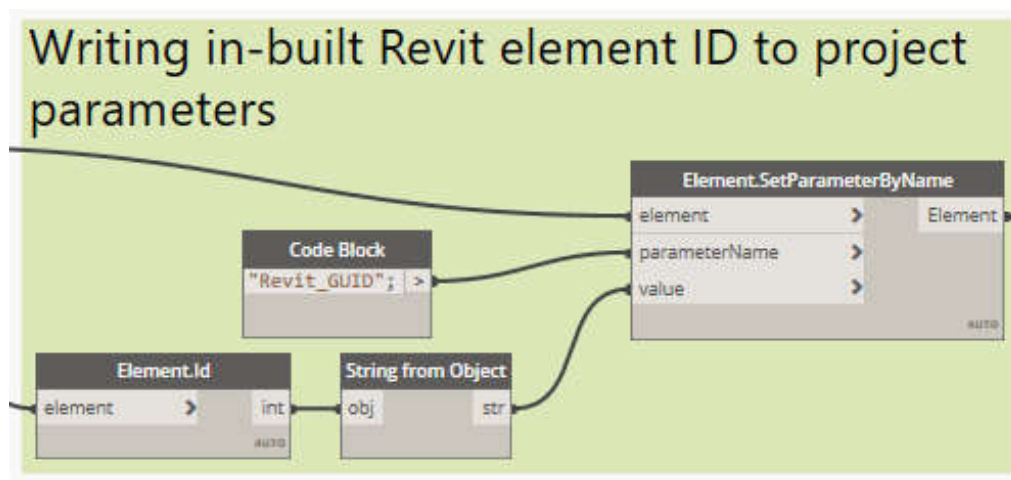 Writing in-built Revit element ID to project
parameters
Element.SetParameterByName
element > Element
parameterName >
value >
AUTO
Code Block
"Revit_GUID"; >
Element.Id
element > int
AUTO
String from Object
obj str